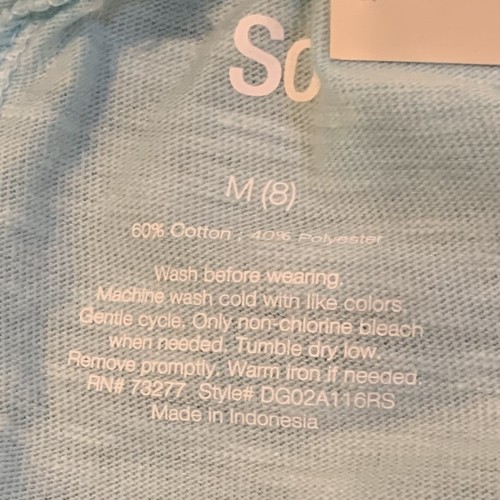 So
M (8)
60% Cotton ; 40% Polyester
Wash before wearing.
Machine wash cold with like colors.
Gentle cycle. Only non-chlorine bleach
when needed. Tumble dry low.
Remove promptly. Warm iron if needed.
RN# 73277 Style# DG02A116RS
Made in Indonesia